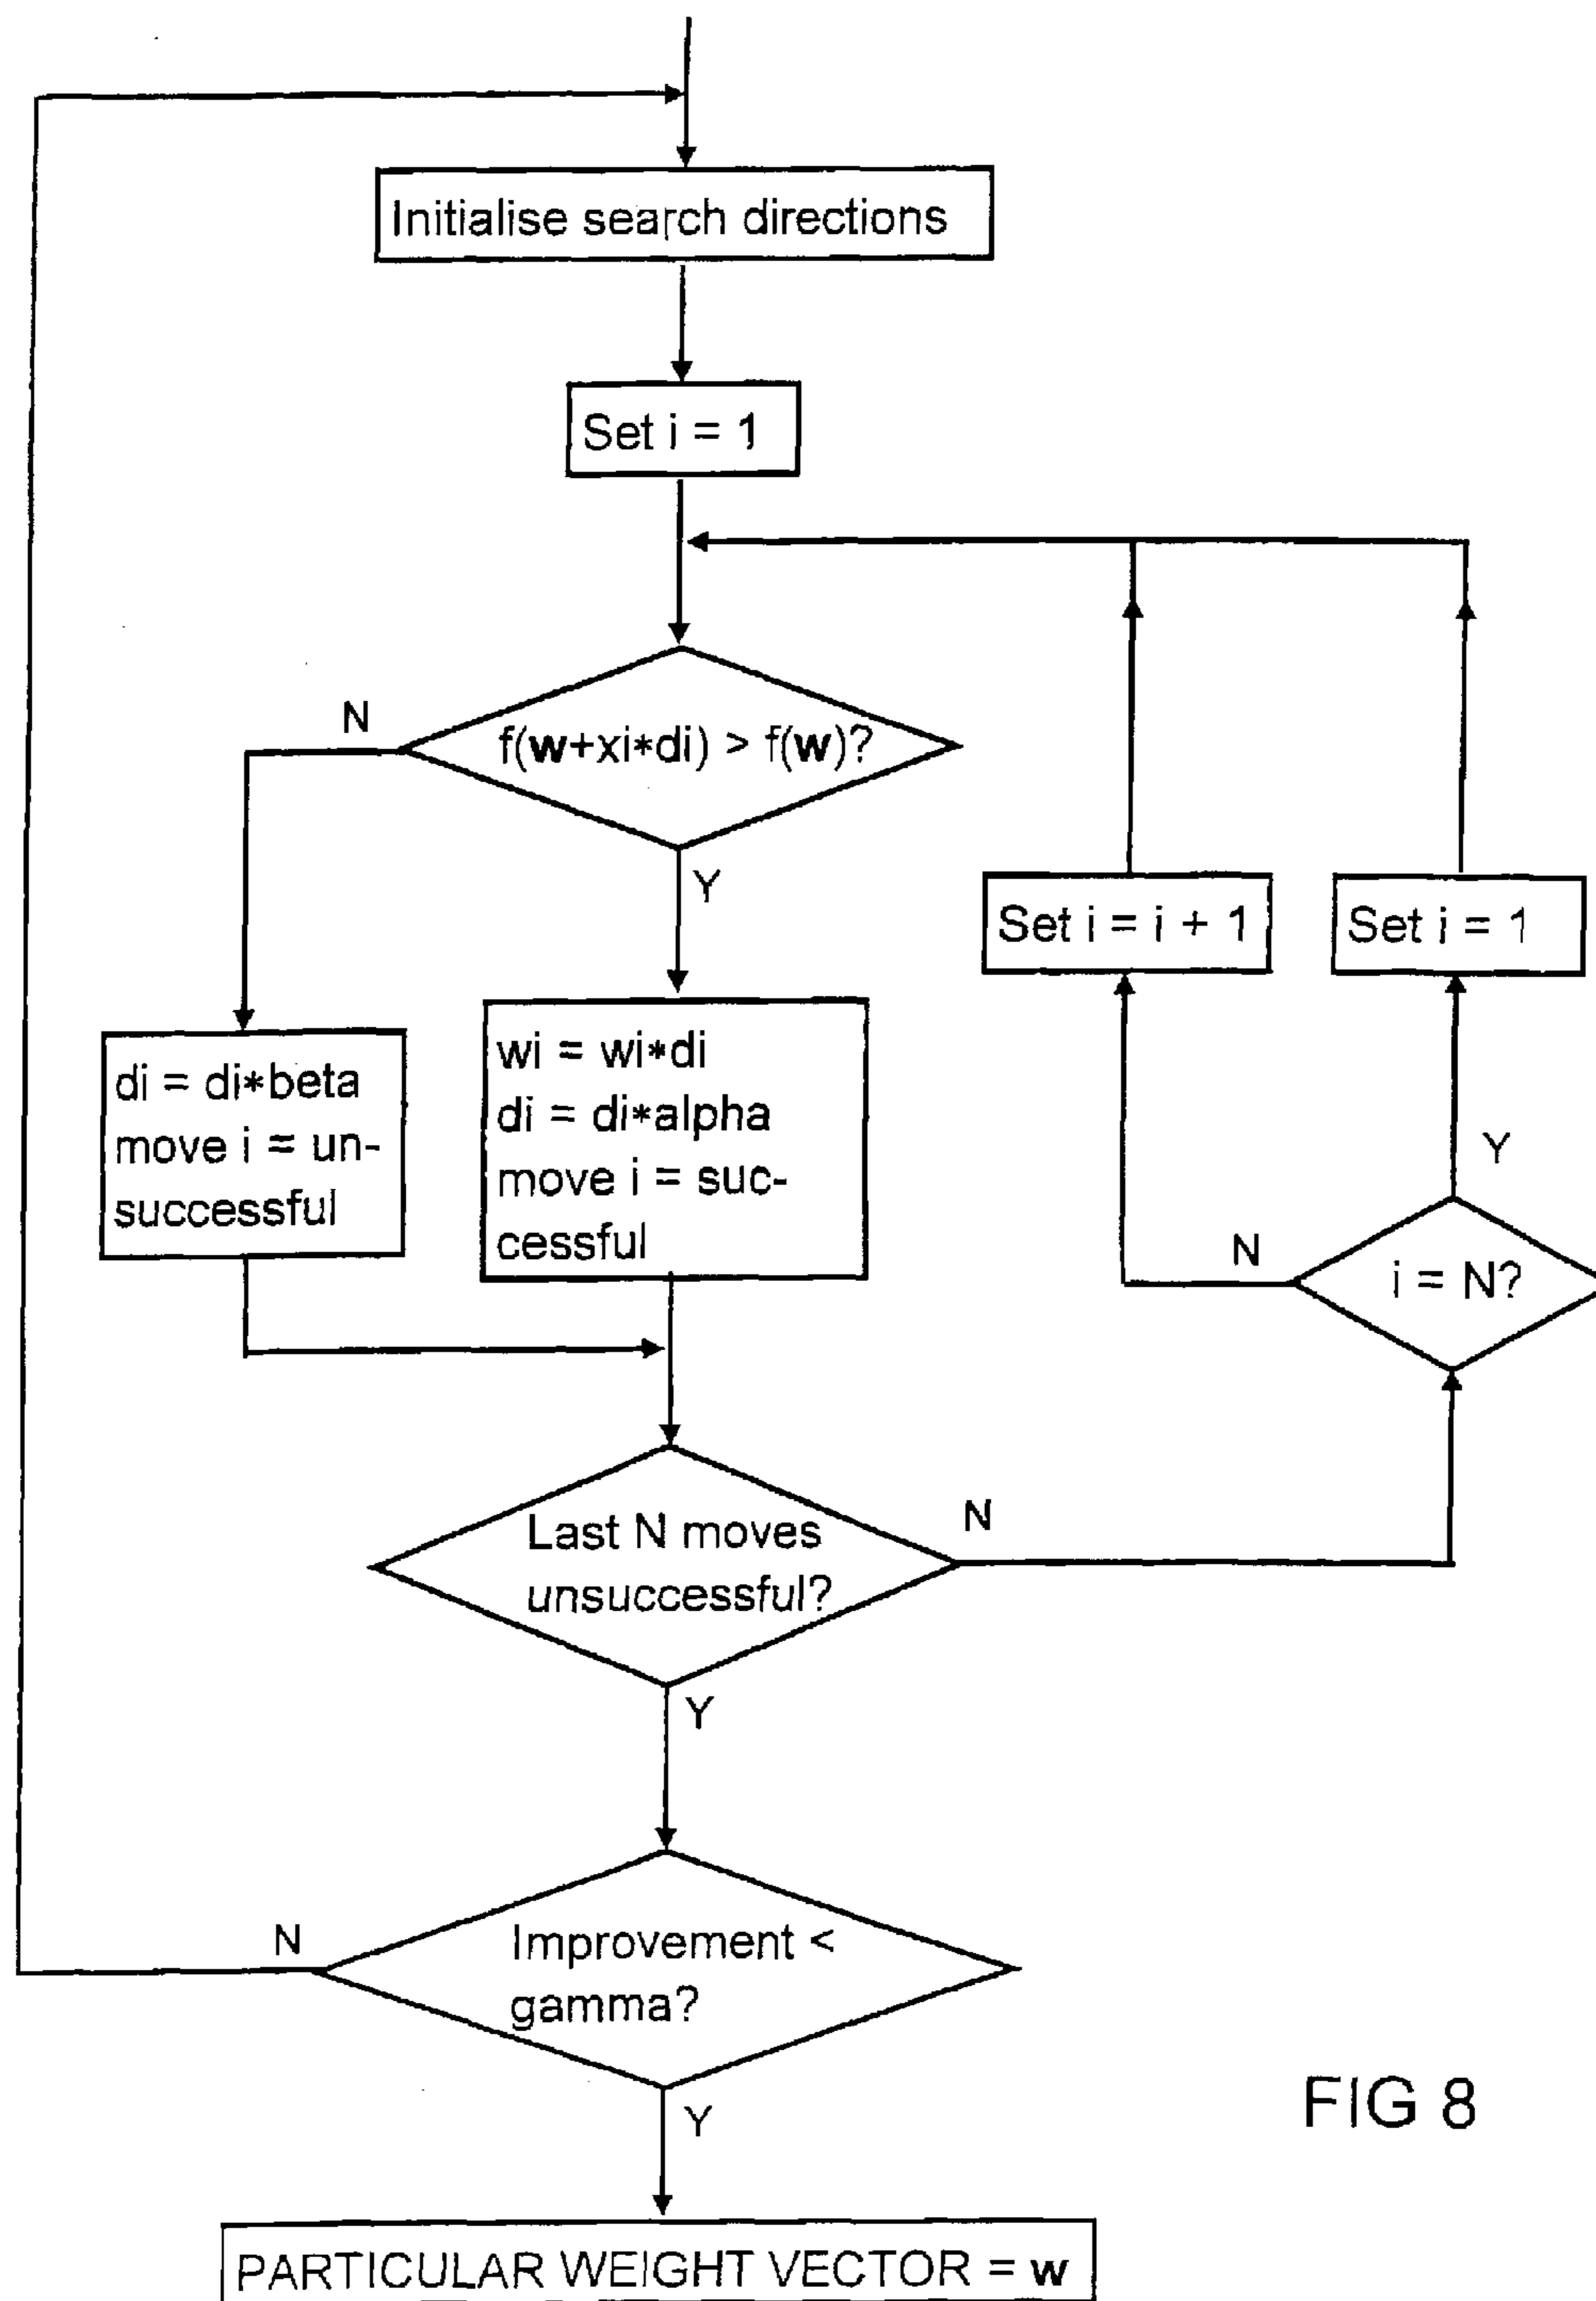 Initialise search directions
Set i = 1
N
f(w+xi*di) > f(w)?
Y
Set i = i + 1
Set i = 1
di = di*beta
move i = un-
successful
wi = wi*di
di = di*alpha
move i = suc-
cessful
Y
N
i = N?
Last N moves
unsuccessful?
N
Y
N
Improvement <
gamma?
Y
FIG 8
PARTICULAR WEIGHT VECTOR = w